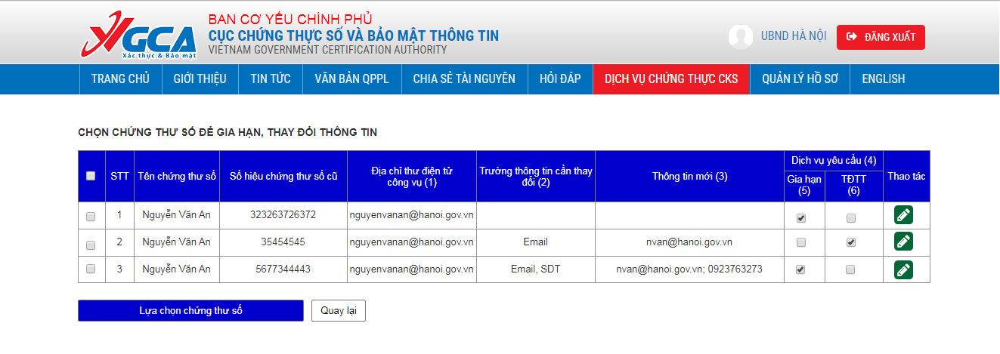 BAN CƠ YẾU CHÍNH PHỦ
CỤC CHỨNG THỰC SỐ VÀ BẢO MẬT THÔNG TIN
VIETNAM GOVERNMENT CERTIFICATION AUTHORITY
VGCA
Xác thực & Bảo mật
UBND HÀ NỘI
ĐĂNG XUẤT
TRANG CHỦ GIỚI THIỆU TIN TỨC VĂN BẢN QPPL CHIA SẺ TÀI NGUYÊN HỎI ĐÁP DỊCH VỤ CHỨNG THỰC CKS QUẢN LÝ HỒ SƠ ENGLISH
CHỌN CHỨNG THƯ SỐ ĐỂ GIA HẠN, THAY ĐỔI THÔNG TIN
STT Tên chứng thư số Số hiệu chứng thư số cũ Địa chỉ thư điện tử công vụ (1) Trường thông tin cần thay đổi (2) Thông tin mới (3) Dịch vụ yêu cầu (4) Thao tác
Gia hạn (5) TĐTT (6)
1 Nguyễn Văn An 323263726372 nguyenvanan@hanoi.gov.vn
2 Nguyễn Văn An 35454545 nguyenvanan@hanoi.gov.vn Email nvan@hanoi.gov.vn
3 Nguyễn Văn An 5677344443 nguyenvanan@hanoi.gov.vn Email, SDT nvan@hanoi.gov.vn; 0923763273
Lựa chọn chứng thư số Quay lại